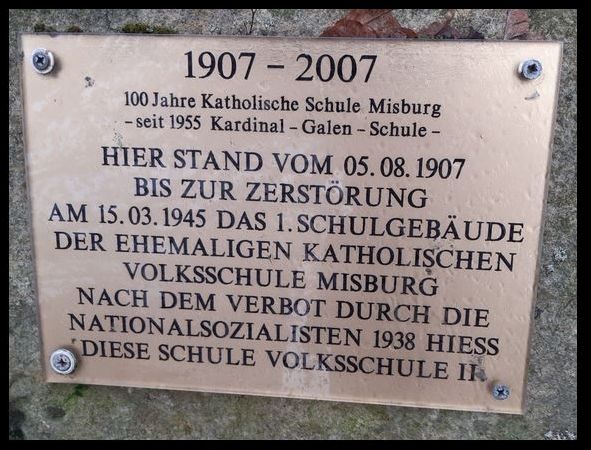 1907 – 2007
100 Jahre Katholische Schule Misburg
– seit 1955 Kardinal – Galen – Schule –
HIER STAND VOM 05.08.1907
BIS ZUR ZERSTÖRUNG
AM 15.03.1945 DAS 1. SCHULGEBÄUDE
DER EHEMALIGEN KATHOLISCHEN
VOLKSSCHULE MISBURG
NACH DEM VERBOT DURCH DIE
NATIONALSOZIALISTEN 1938 HIESS
DIESE SCHULE VOLKSSCHULE II